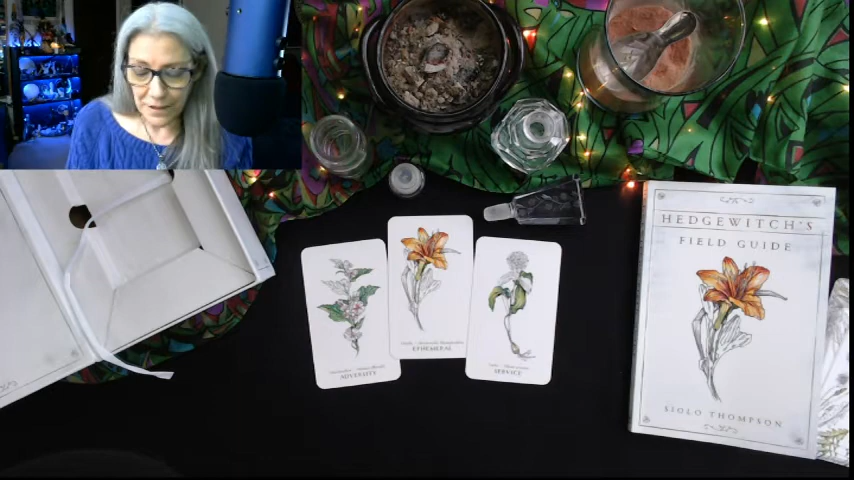 ADVERSITY
EPHEMERAL
SERVICE
HEDGEWITCH'S
FIELD GUIDE
SIOLO THOMPSON